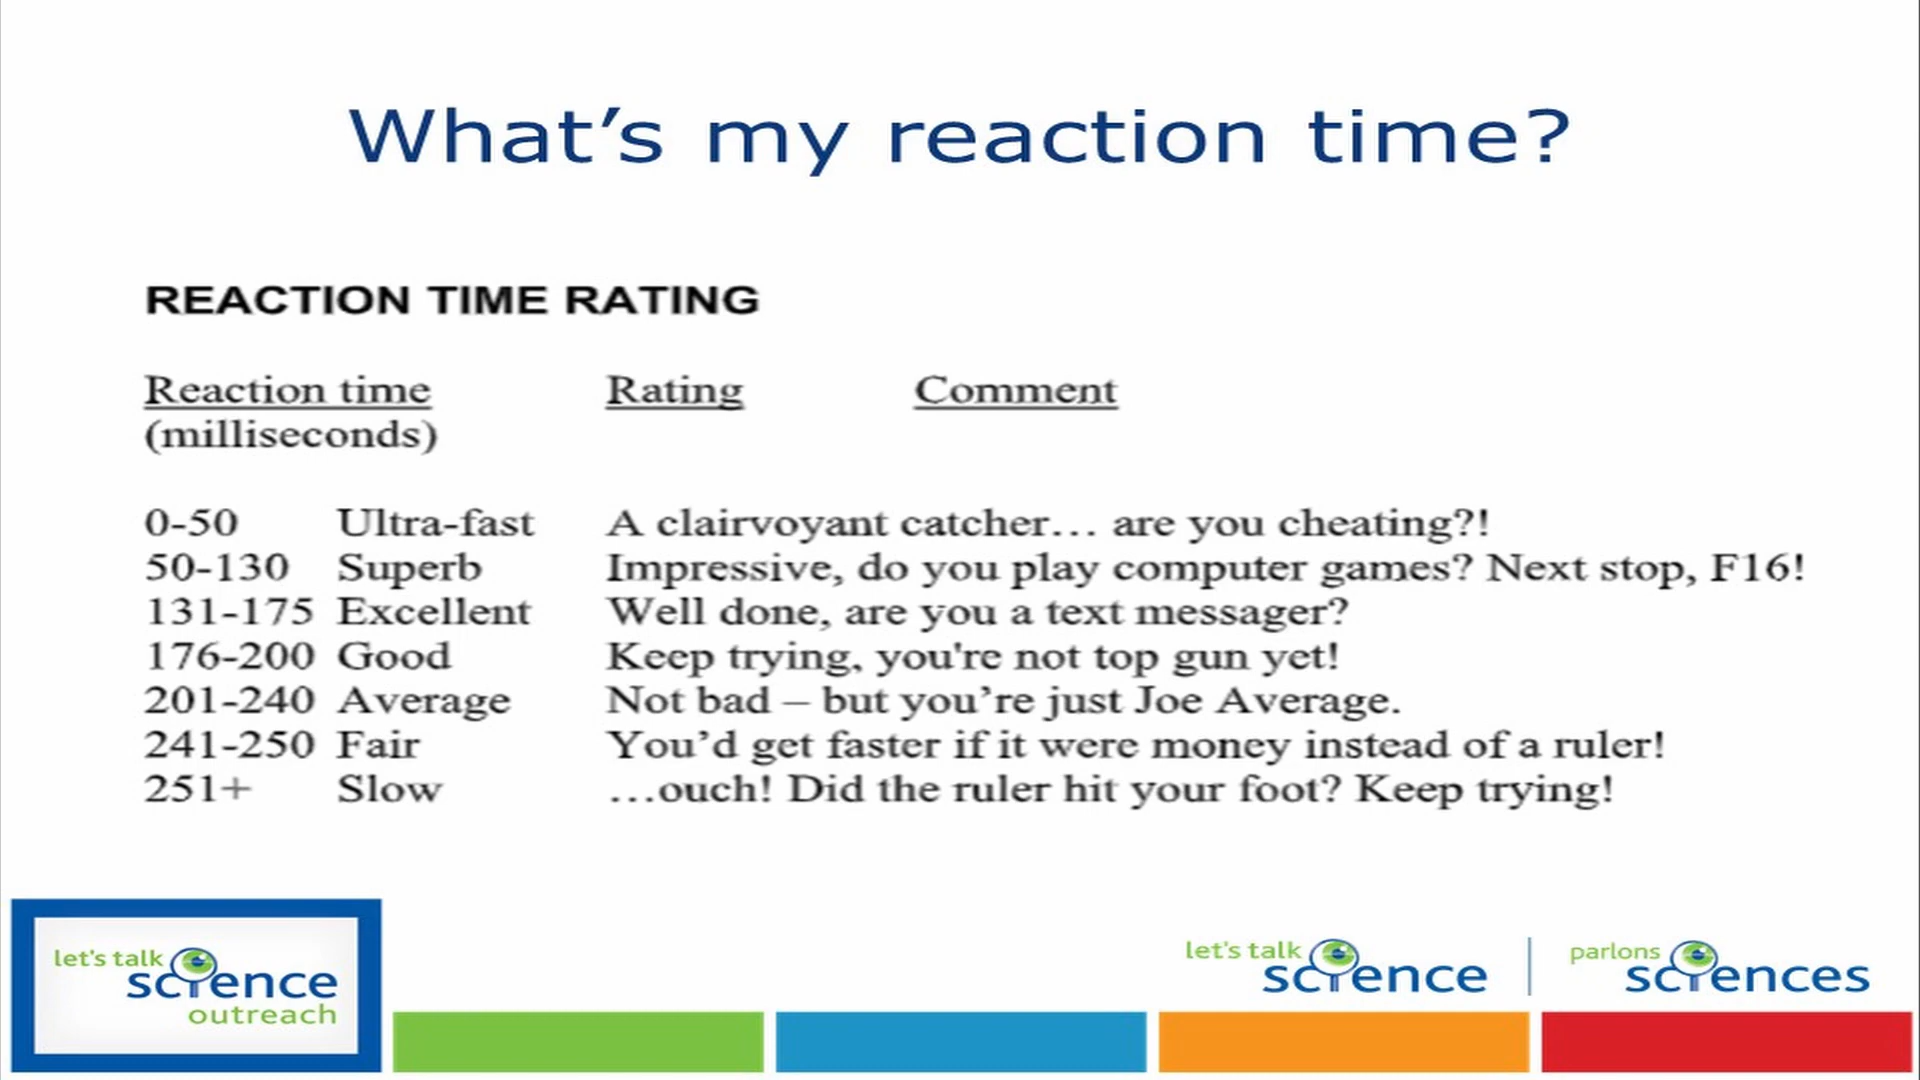 What’s my reaction time?
REACTION TIME RATING
Reaction time Rating Comment
(milliseconds)
0-50 Ultra-fast A clairvoyant catcher… are you cheating?!
50-130 Superb Impressive, do you play computer games? Next stop, F16!
131-175 Excellent Well done, are you a text messager?
176-200 Good Keep trying, you're not top gun yet!
201-240 Average Not bad – but you’re just Joe Average.
241-250 Fair You’d get faster if it were money instead of a ruler!
251+ Slow …ouch! Did the ruler hit your foot? Keep trying!
let's talk
science
outreach
let's talk
science
parlons
sciences